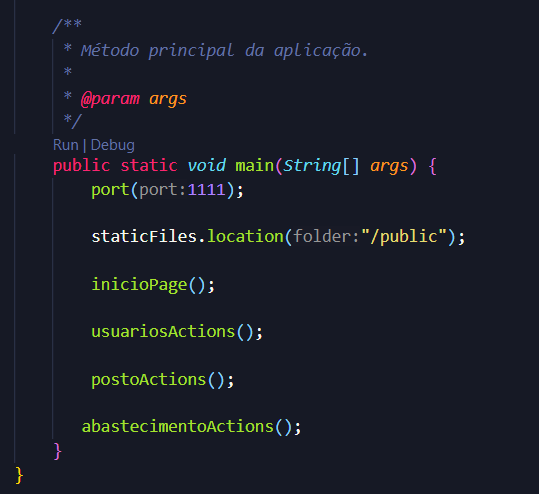 /**
 * Método principal da aplicação.
 *
 * @param args
 */
Run | Debug
public static void main(String[] args) {
port(port:1111);
staticFiles.location(folder:"/public");
inicioPage();
usuariosActions();
postoActions();
abastecimentoActions();
}
}